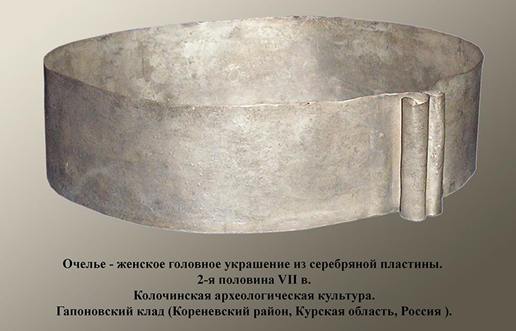 Очелье - женское головное украшение из серебряной пластины.
2-я половина VII в.
Колочинская археологическая культура.
Гапоновский клад (Кореневский район, Курская область, Россия ).